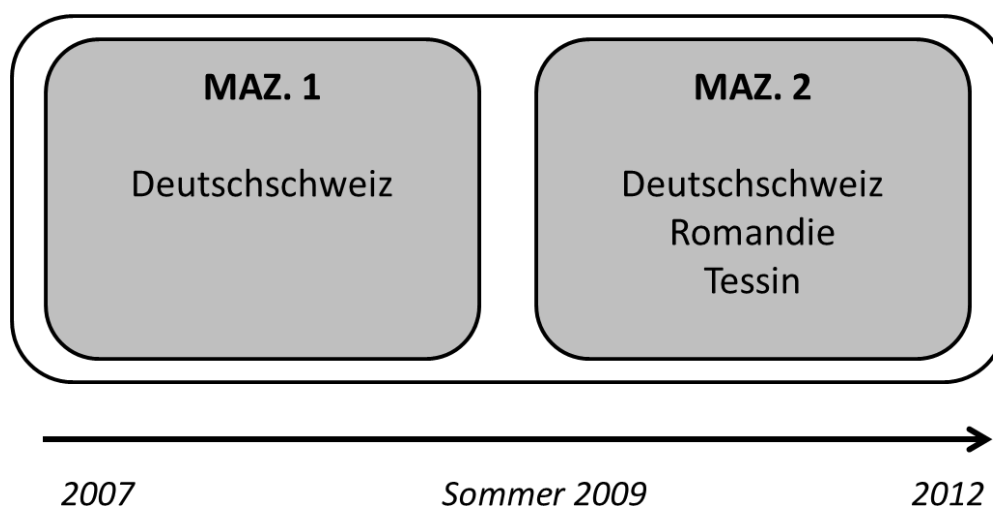 MAZ. 1
Deutschschweiz
MAZ. 2
Deutschschweiz
Romandie
Tessin
2007 Sommer 2009 2012